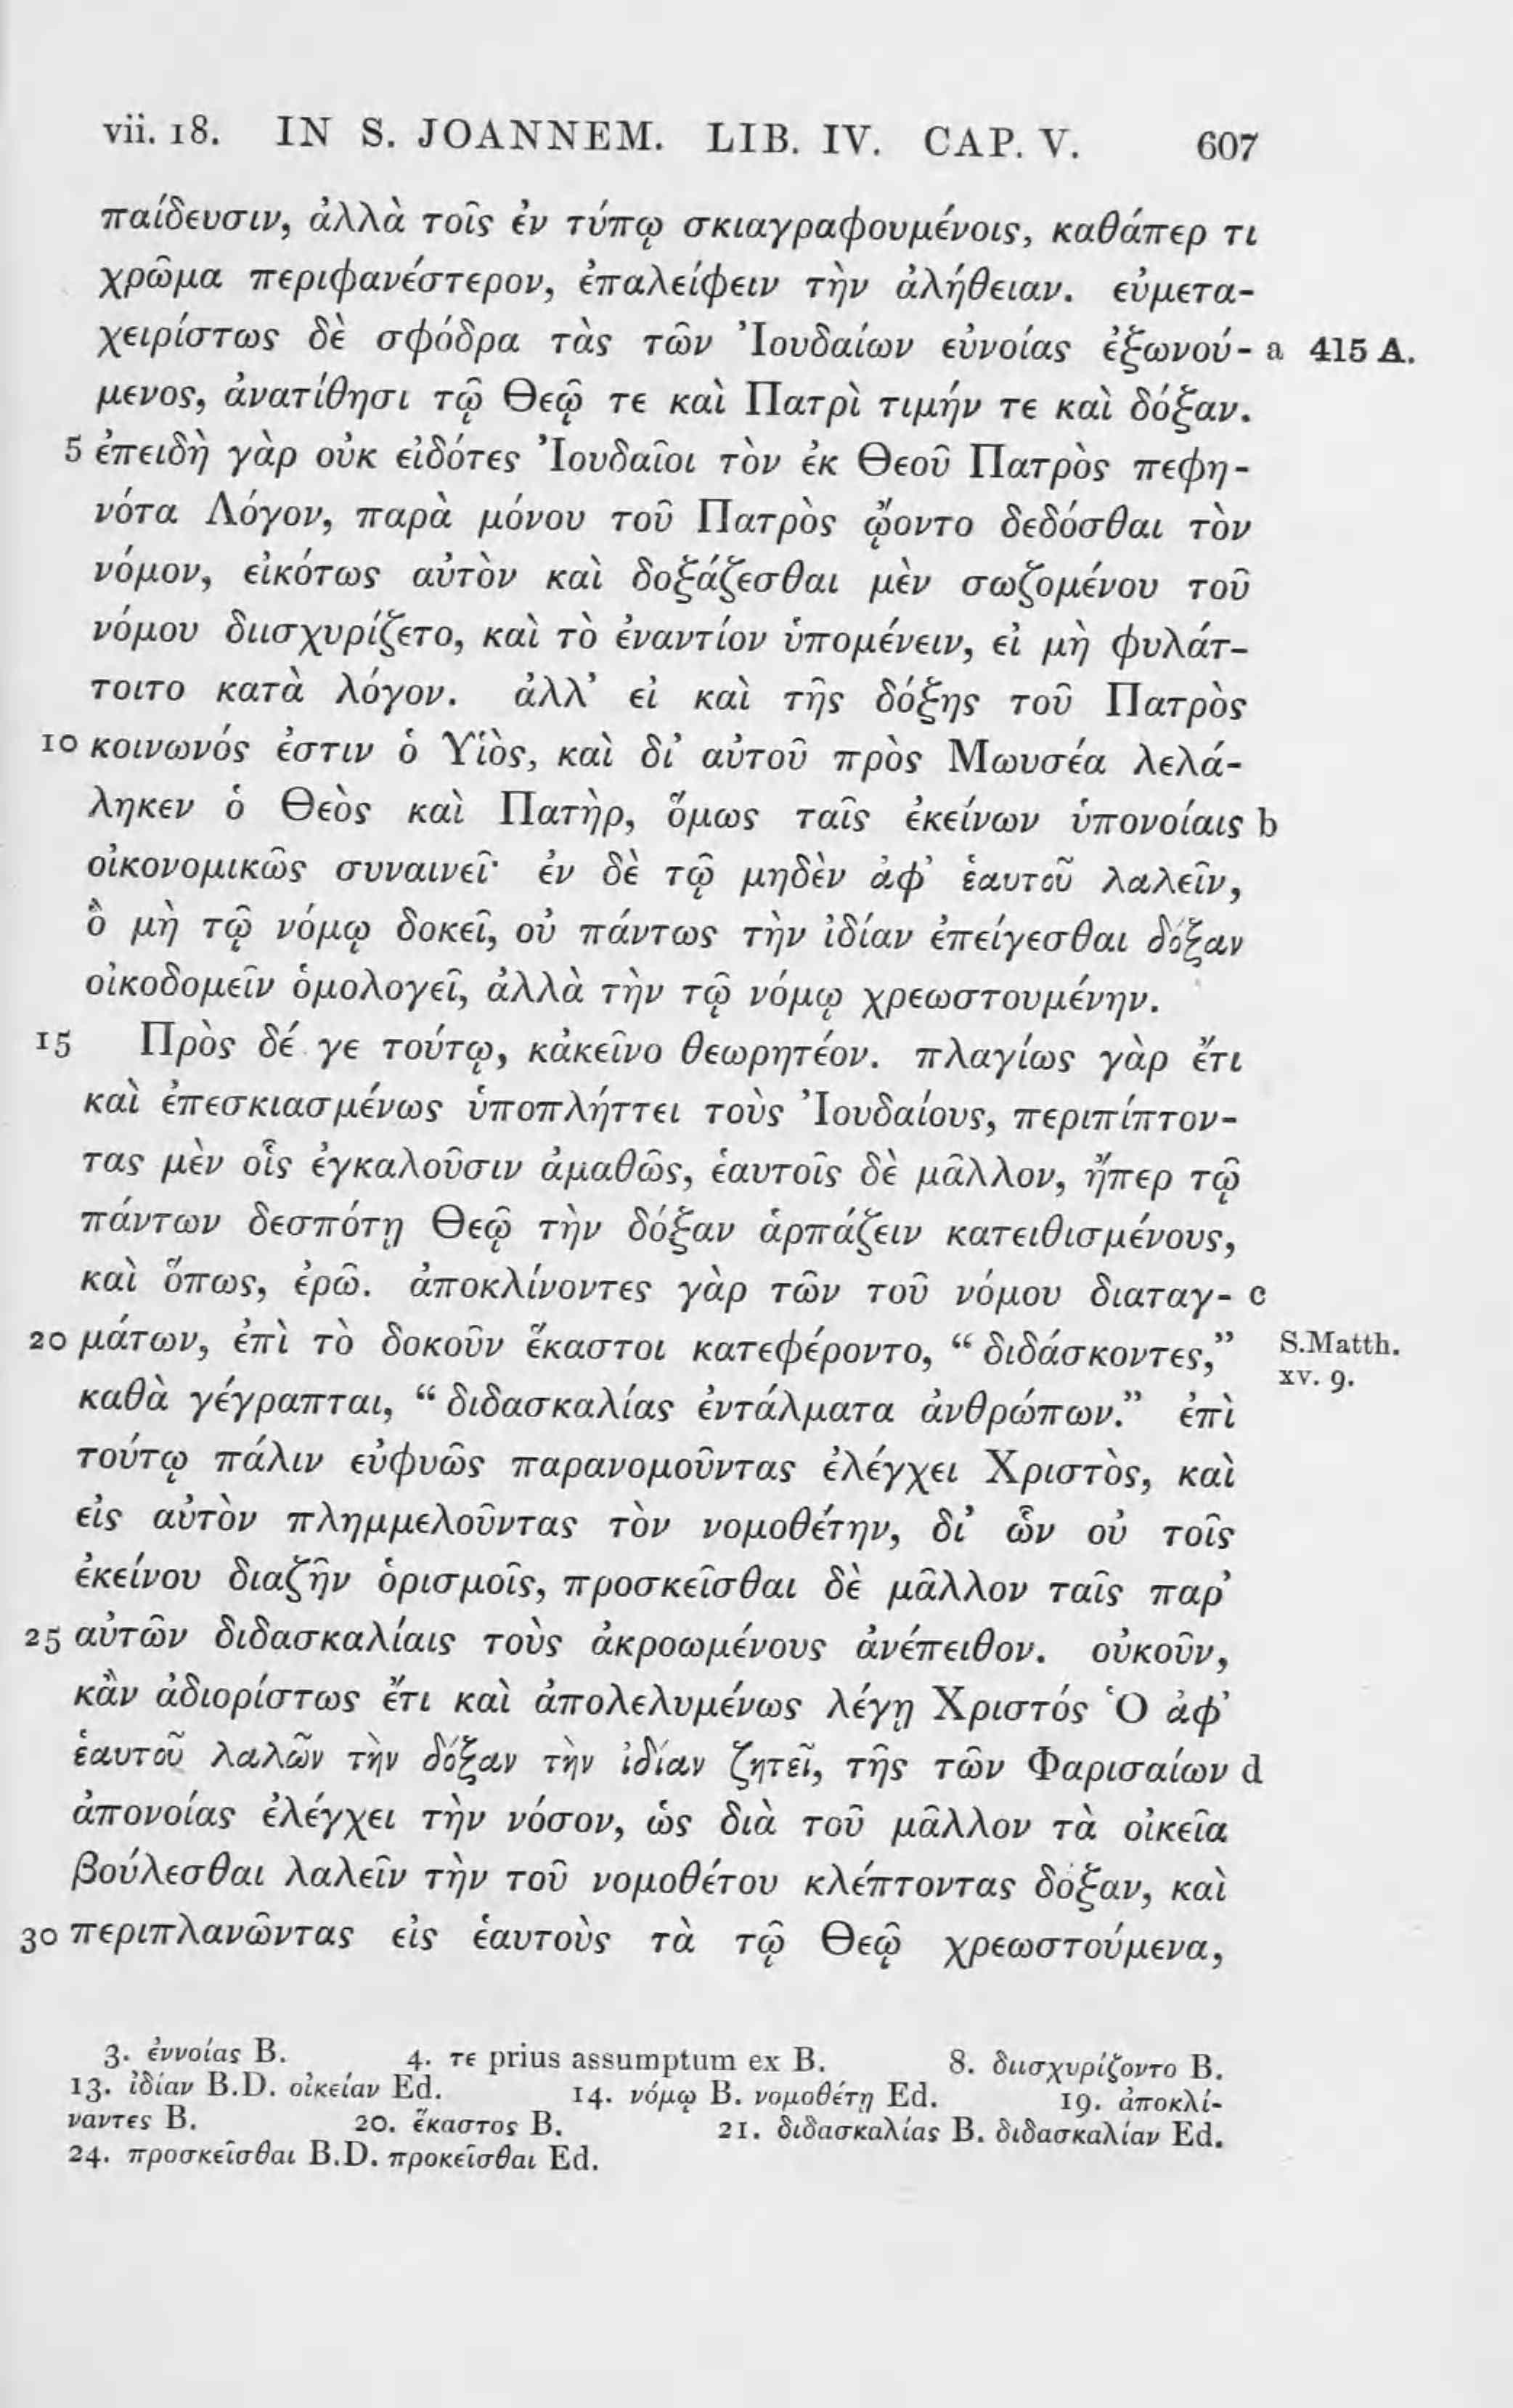 vii. 18. IN S. JOANNEM. LIB. IV. CAP. V. 607
παίδευσιν, ἀλλὰ τοῖς ἐν τύπῳ σκιαγραφουμένοις, καθάπερ τι
χρῶμα περιφανέστερον, ἐπαλείφειν τὴν ἀλήθειαν. εὐμετα-
χειρίστως δὲ σφόδρα τὰς τῶν Ἰουδαίων εὐνοίας ἐξωνού- a 415 A.
μενος, ἀνατίθησι τῷ Θεῷ τε καὶ Πατρὶ τιμήν τε καὶ δόξαν.
5 ἐπειδὴ γὰρ οὐκ εἰδότες Ἰουδαῖοι τὸν ἐκ Θεοῦ Πατρὸς πεφη-
νότα Λόγον, παρὰ μόνου τοῦ Πατρὸς ᾤοντο δεδόσθαι τὸν
νόμον, εἰκότως αὐτὸν καὶ δοξάζεσθαι μὲν σωζομένου τοῦ
νόμου διισχυρίζετο, καὶ τὸ ἐναντίον ὑπομένειν, εἰ μὴ φυλάτ-
τοιτο κατὰ λόγον. ἀλλ’ εἰ καὶ τῆς δόξης τοῦ Πατρὸς
10 κοινωνός ἐστιν ὁ Υἱὸς, καὶ δι’ αὐτοῦ πρὸς Μωυσέα λελά-
ληκεν ὁ Θεὸς καὶ Πατὴρ, ὅμως ταῖς ἐκείνων ὑπονοίαις b
οἰκονομικῶς συναινεῖ· ἐν δὲ τῷ μηδὲν ἀφ’ ἑαυτοῦ λαλεῖν,
ὃ μὴ τῷ νόμῳ δοκεῖ, οὐ πάντως τὴν ἰδίαν ἐπείγεσθαι δόξαν
οἰκοδομεῖν ὁμολογεῖ, ἀλλὰ τὴν τῷ νόμῳ χρεωστουμένην.
15 Πρὸς δέ γε τούτῳ, κἀκεῖνο θεωρητέον. πλαγίως γὰρ ἔτι
καὶ ἐπεσκιασμένως ὑποπλήττει τοὺς Ἰουδαίους, περιπίπτον-
τας μὲν οἷς ἐγκαλοῦσιν ἀμαθῶς, ἑαυτοῖς δὲ μᾶλλον, ἤπερ τῷ
πάντων δεσπότῃ Θεῷ τὴν δόξαν ἁρπάζειν κατειθισμένους,
καὶ ὅπως, ἐρῶ. ἀποκλίνοντες γὰρ τῶν τοῦ νόμου διαταγ- c
20 μάτων, ἐπὶ τὸ δοκοῦν ἕκαστοι κατεφέροντο, “ διδάσκοντες,” S.Matth.
xv. 9.
καθὰ γέγραπται, “ διδασκαλίας ἐντάλματα ἀνθρώπων.” ἐπὶ
τούτῳ πάλιν εὐφυῶς παρανομοῦντας ἐλέγχει Χριστὸς, καὶ
εἰς αὐτὸν πλημμελοῦντας τὸν νομοθέτην, δι’ ὧν οὐ τοῖς
ἐκείνου διαζῆν ὁρισμοῖς, προσκεῖσθαι δὲ μᾶλλον ταῖς παρ’
25 αὐτῶν διδασκαλίαις τοὺς ἀκροωμένους ἀνέπειθον. οὐκοῦν,
κἂν ἀδιορίστως ἔτι καὶ ἀπολελυμένως λέγῃ Χριστός Ὁ ἀφ’
ἑαυτοῦ λαλῶν τὴν δόξαν τὴν ἰδίαν ζητεῖ, τῆς τῶν Φαρισαίων d
ἀπονοίας ἐλέγχει τὴν νόσον, ὡς διὰ τοῦ μᾶλλον τὰ οἰκεῖα
βούλεσθαι λαλεῖν τὴν τοῦ νομοθέτου κλέπτοντας δόξαν, καὶ
30 περιπλανῶντας εἰς ἑαυτοὺς τὰ τῷ Θεῷ χρεωστούμενα,
3. ἐννοίας B. 4. τε prius assumptum ex B. 8. διισχυρίζοντο B.
13. ἰδίαν B.D. οἰκείαν Ed. 14. νόμῳ B. νομοθέτῃ Ed. 19. ἀποκλί-
ναντες B. 20. ἕκαστος B. 21. διδασκαλίας B. διδασκαλίαν Ed.
24. προσκεῖσθαι B.D. προκεῖσθαι Ed.